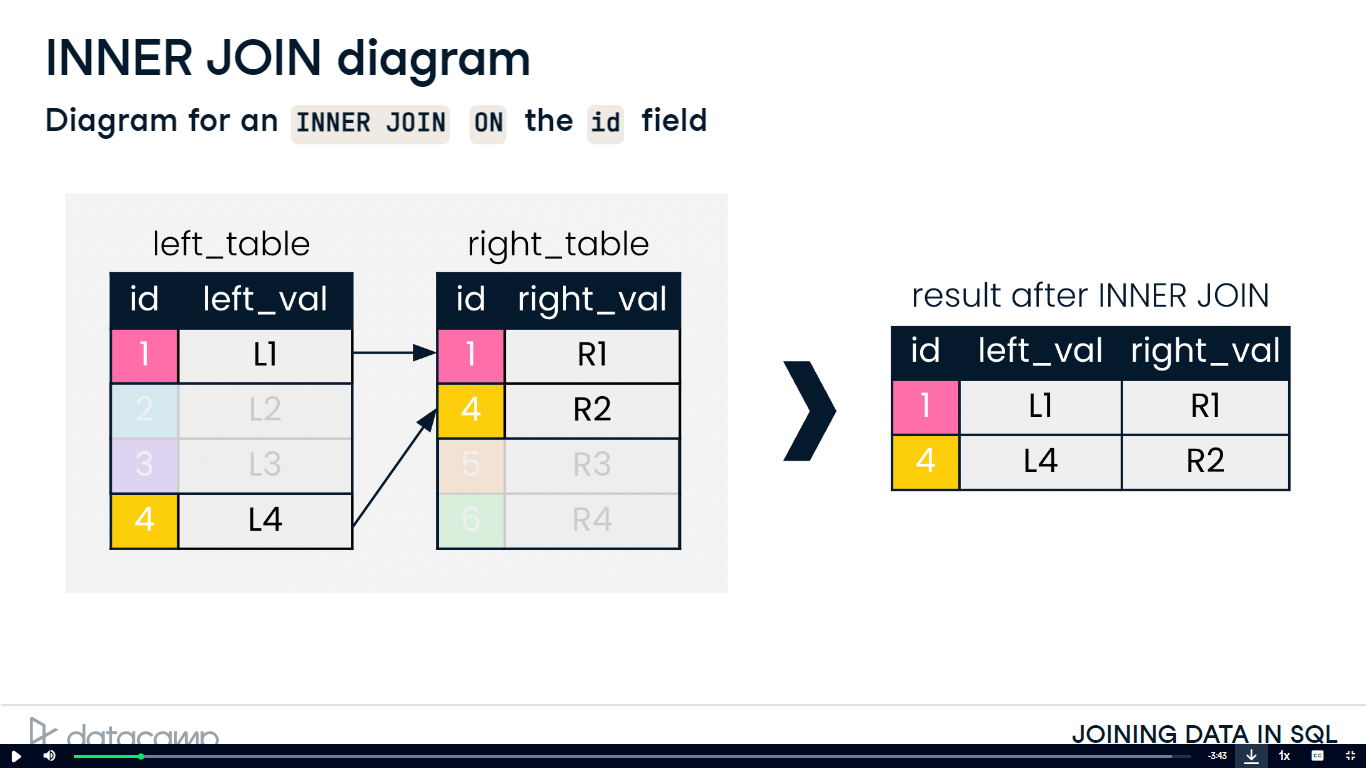 INNER JOIN diagram
Diagram for an INNER JOIN ON the id field
left_table
id left_val
1 L1
2 L2
3 L3
4 L4
right_table
id right_val
1 R1
4 R2
5 R3
6 R4
result after INNER JOIN
id left_val right_val
1 L1 R1
4 L4 R2
datacamp
JOINING DATA IN SQL
-3:43
1x